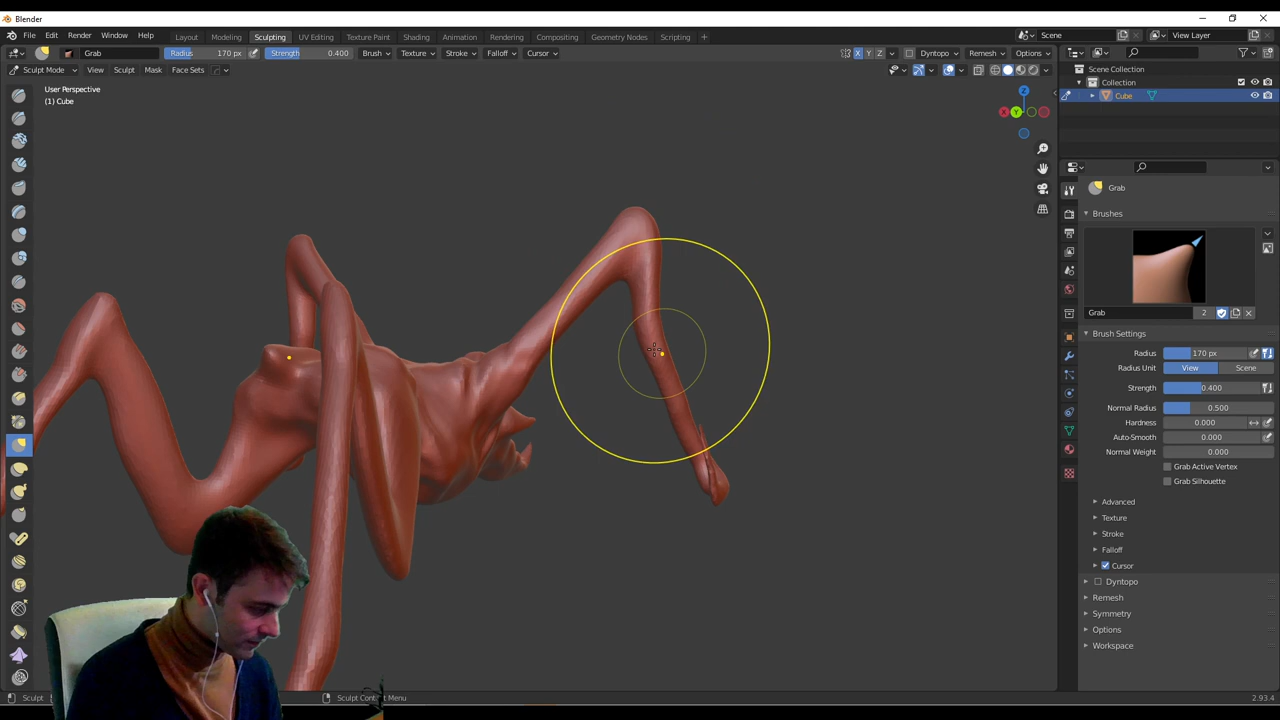 Blender
File Edit Render Window Help Layout Modeling Sculpting UV Editing Texture Paint Shading Animation Rendering Compositing Geometry Nodes Scripting Scene View Layer
Grab Radius 170 px Strength 0.400 Brush Texture Stroke Falloff Cursor X Y Z Dyntopo Remesh Options
Sculpt Mode View Sculpt Mask Face Sets
User Perspective
(1) Cube
Z
X Y
Scene Collection
Collection
Cube
Grab
Brushes
Grab 2
Brush Settings
Radius 170 px
Radius Unit View Scene
Strength 0.400
Normal Radius 0.500
Hardness 0.000
Auto-Smooth 0.000
Normal Weight 0.000
Grab Active Vertex
Grab Silhouette
Advanced
Texture
Stroke
Falloff
Cursor
Dyntopo
Remesh
Symmetry
Options
Workspace
Sculpt Sculpt Context Menu 2.93.4